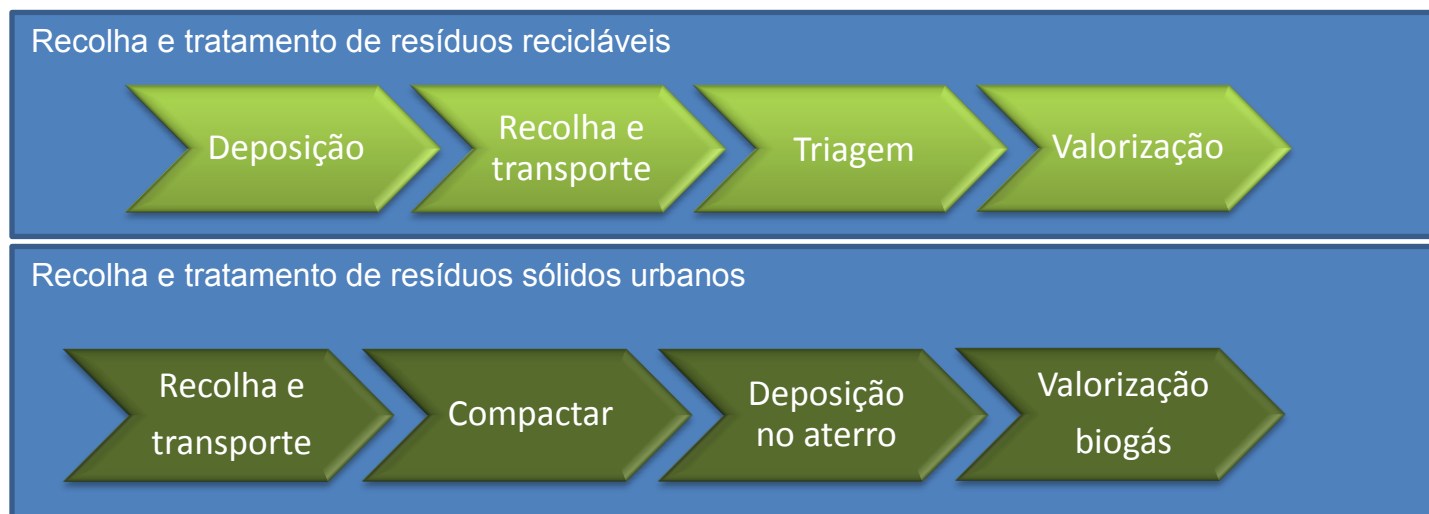 Recolha e tratamento de resíduos recicláveis
Deposição
Recolha e
transporte
Triagem
Valorização
Recolha e tratamento de resíduos sólidos urbanos
Recolha e
transporte
Compactar
Deposição
no aterro
Valorização
biogás